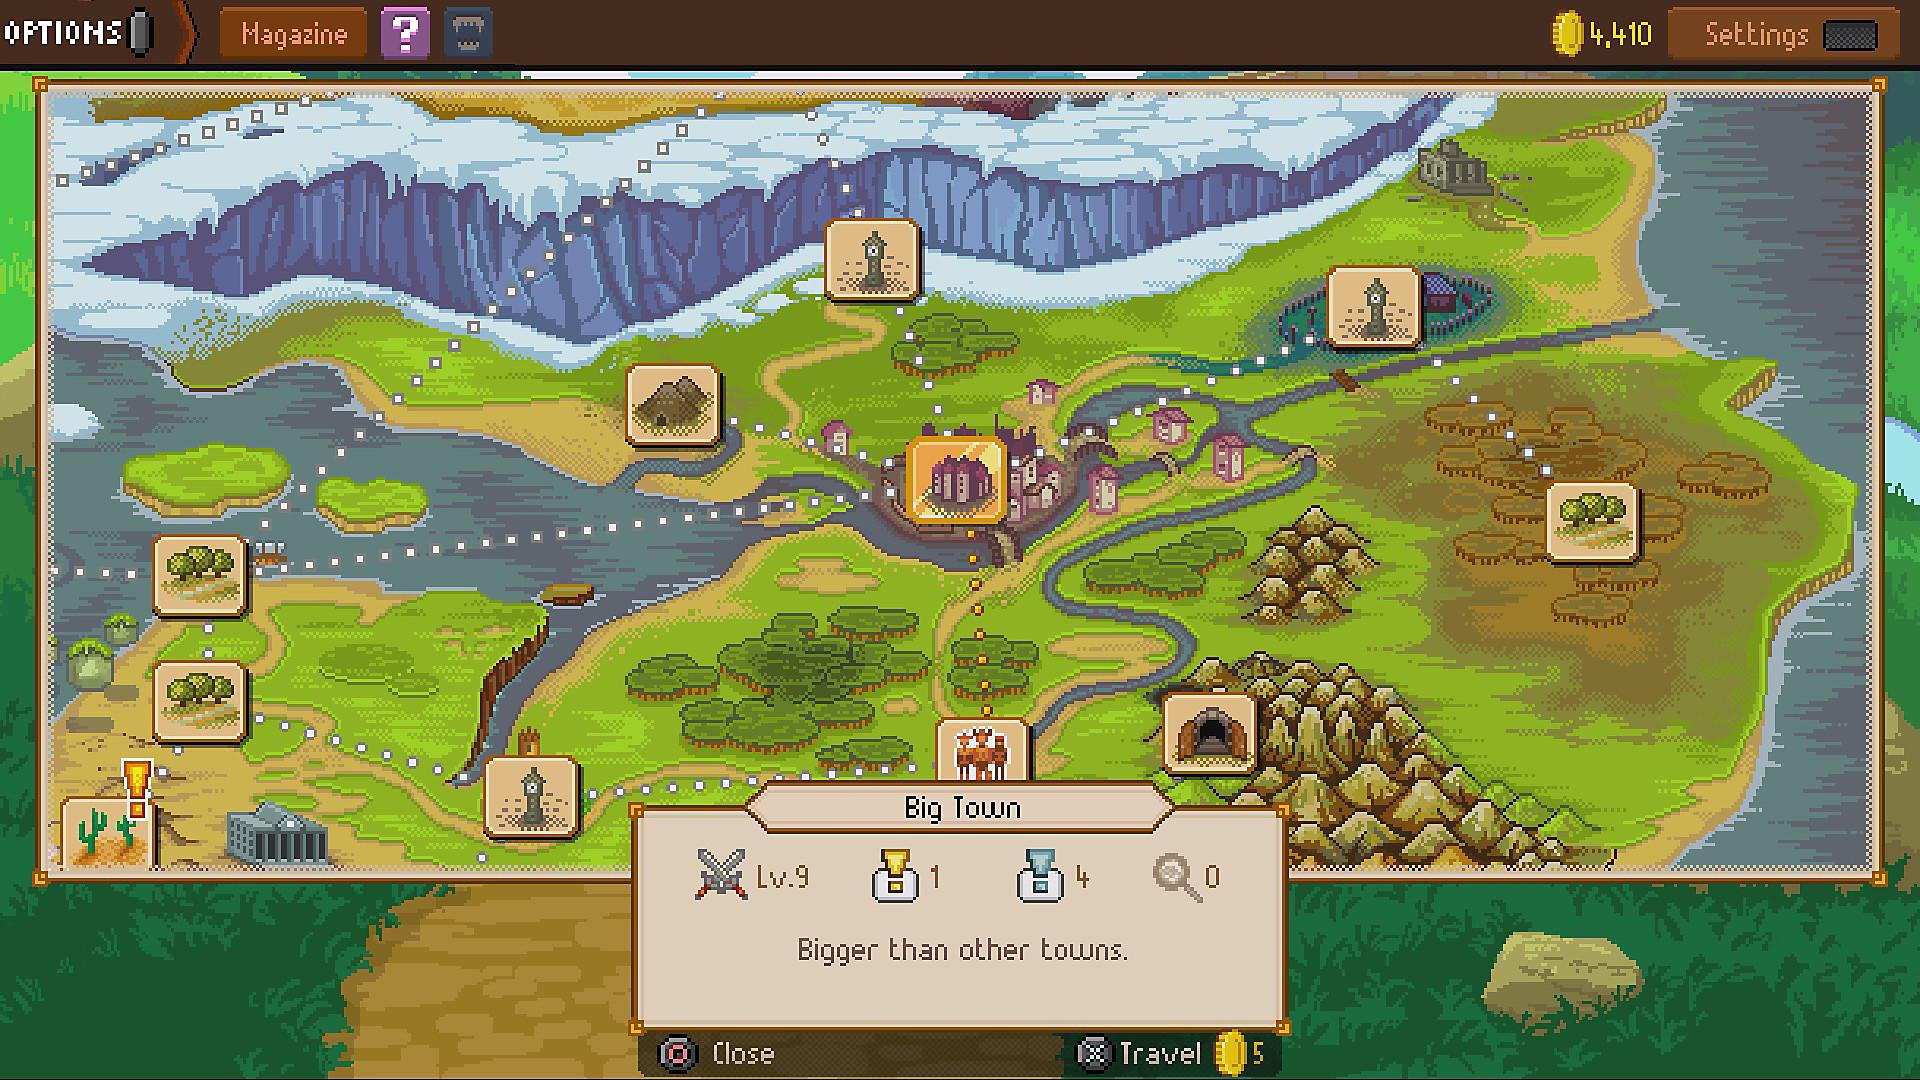 OPTIONS
Magazine
?
4,410
Settings
Big Town
Lv.9
1
4
0
Bigger than other towns.
Close
Travel
5